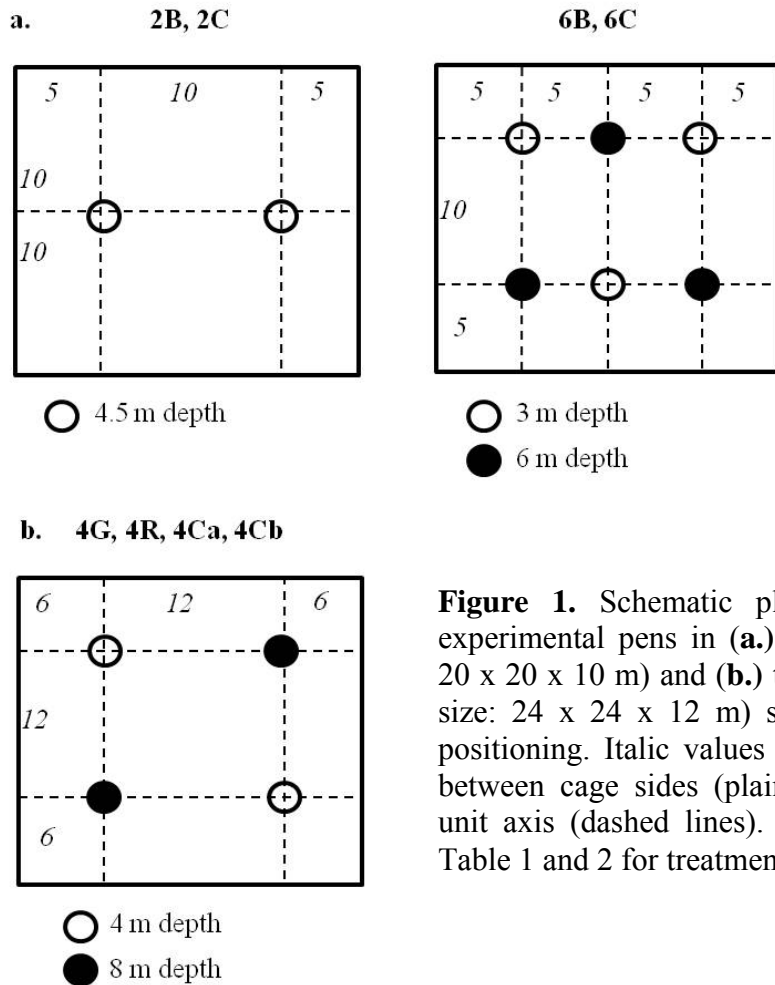 a. 2B, 2C
5 10 5
10
10
4.5 m depth
6B, 6C
5 5 5 5
10
5
3 m depth
6 m depth
b. 4G, 4R, 4Ca, 4Cb
6 12 6
12
6
4 m depth
8 m depth
Figure 1. Schematic
experimental pens in (a.)
20 x 20 x 10 m) and (b.)
size: 24 x 24 x 12 m)
positioning. Italic values
between cage sides (plain
unit axis (dashed lines).
Table 1 and 2 for